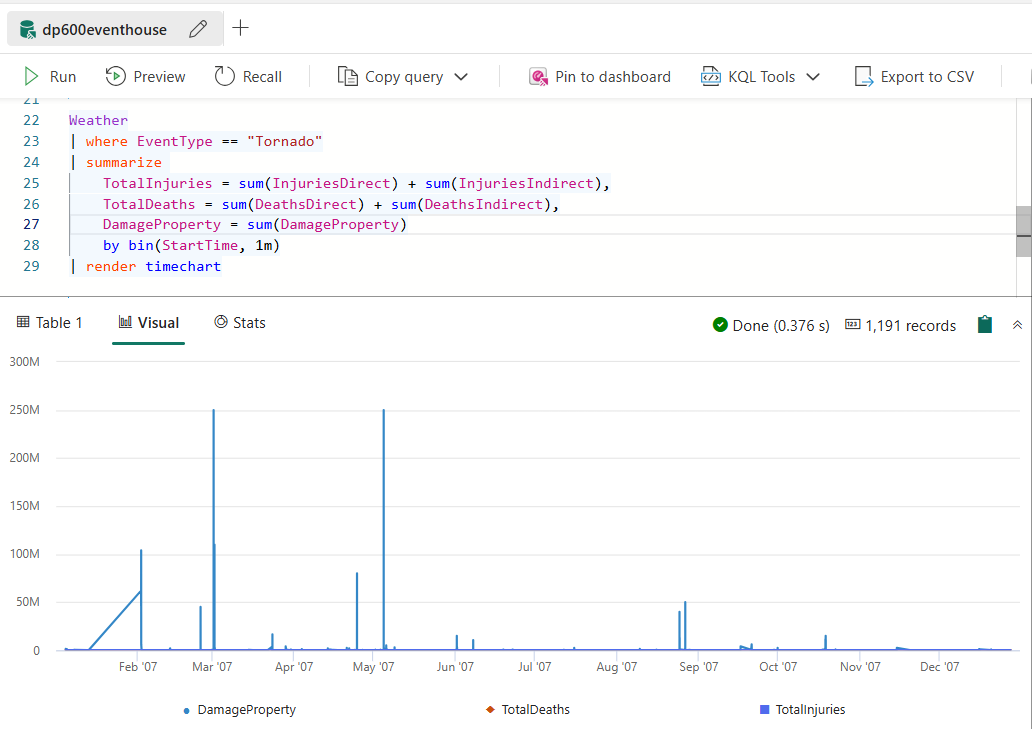 dp600eventhouse
Run Preview Recall Copy query Pin to dashboard KQL Tools Export to CSV
21
22 Weather
23 | where EventType == "Tornado"
24 | summarize
25 TotalInjuries = sum(InjuriesDirect) + sum(InjuriesIndirect),
26 TotalDeaths = sum(DeathsDirect) + sum(DeathsIndirect),
27 DamageProperty = sum(DamageProperty)
28 by bin(StartTime, 1m)
29 | render timechart
Table 1 Visual Stats Done (0.376 s) 123 1,191 records
300M
250M
200M
150M
100M
50M
0
Feb '07 Mar '07 Apr '07 May '07 Jun '07 Jul '07 Aug '07 Sep '07 Oct '07 Nov '07 Dec '07
DamageProperty TotalDeaths TotalInjuries